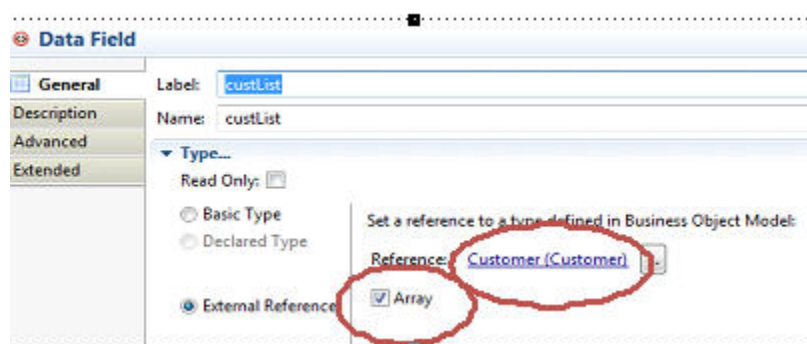 Data Field
General
Label: custList
Description
Name: custList
Advanced
Type...
Extended
Read Only:
Basic Type
Set a reference to a type defined in Business Object Model:
Declared Type
Reference: Customer (Customer)
Array
External Reference